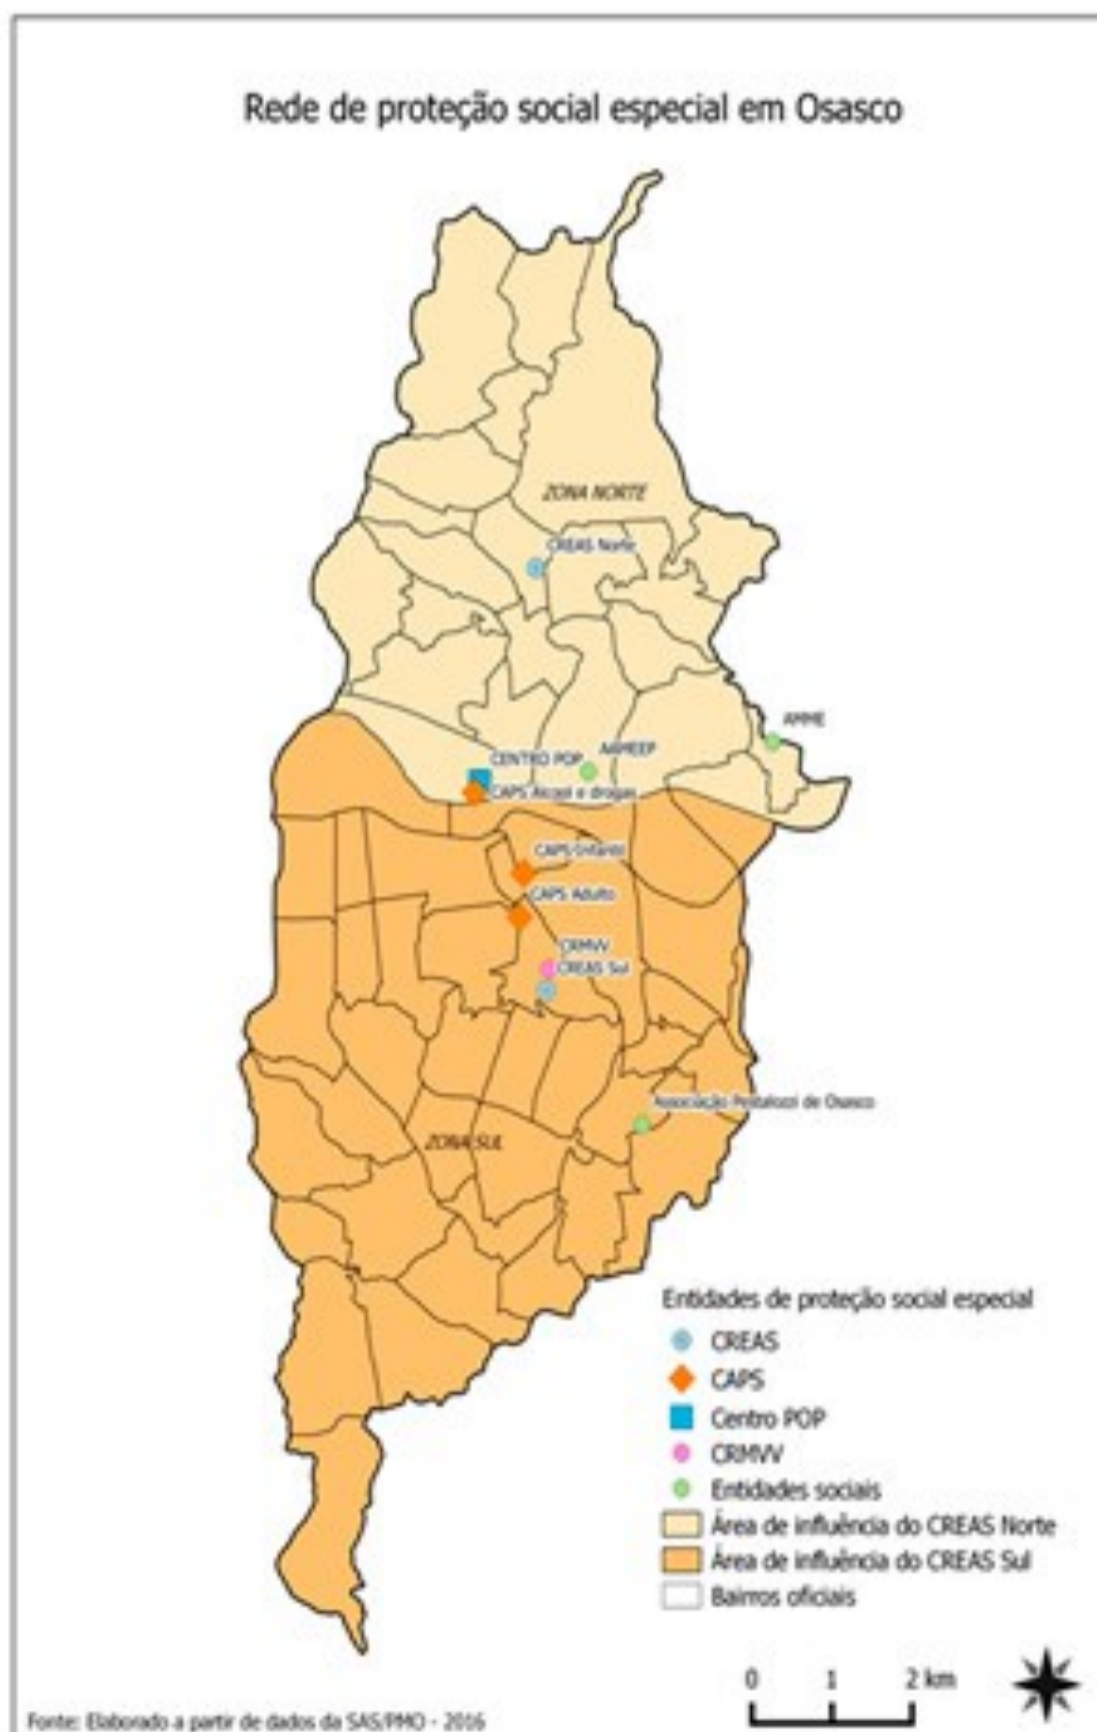 Rede de proteção social especial em Osasco
ZONA NORTE
CREAS Norte
AMME
CENTRO POP
AAMEEP
CAPS Álcool e drogas
CAPS Infantil
CAPS Adulto
CRMVV
CREAS Sul
Associação Pestalozzi de Osasco
ZONA SUL
Entidades de proteção social especial
CREAS
CAPS
Centro POP
CRMVV
Entidades sociais
Área de influência do CREAS Norte
Área de influência do CREAS Sul
Bairros oficiais
0 1 2 km
Fonte: Elaborado a partir de dados da SAS/PMO - 2016